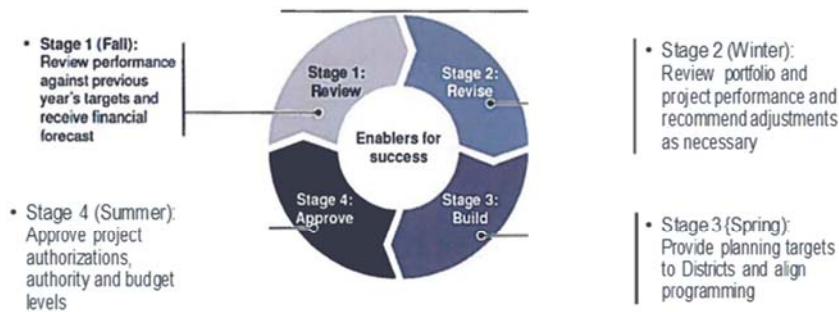 • Stage 1 (Fall):
Review performance
against previous
year's targets and
receive financial
forecast
Stage 1:
Review
Stage 2:
Revise
• Stage 2 (Winter):
Review portfolio and
project performance and
recommend adjustments
as necessary
Enablers for
success
• Stage 4 (Summer):
Approve project
authorizations,
authority and budget
levels
Stage 4:
Approve
Stage 3:
Build
• Stage 3 {Spring):
Provide planning targets
to Districts and align
programming